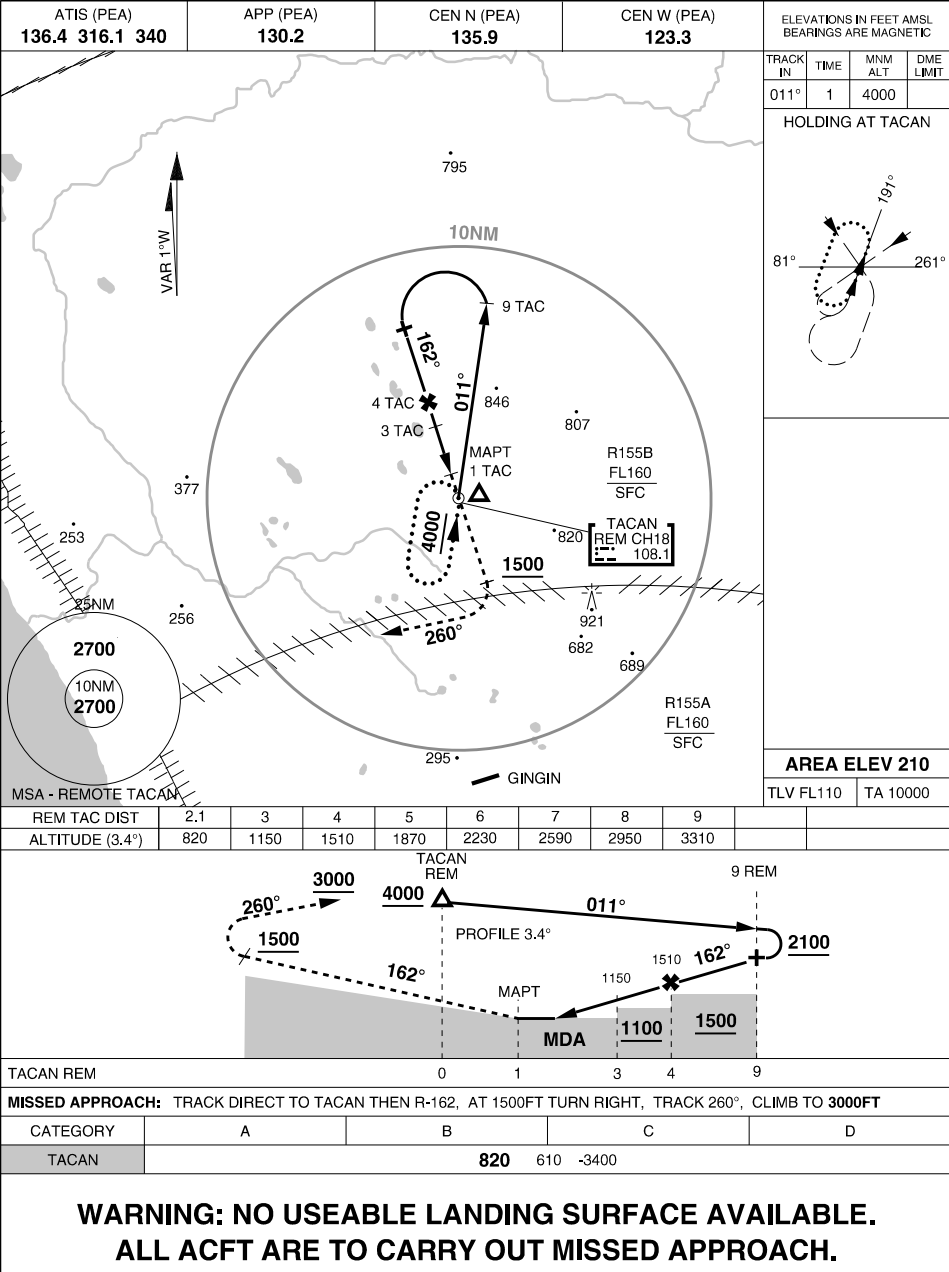 ATIS (PEA)
136.4 316.1 340
APP (PEA)
130.2
CEN N (PEA)
135.9
CEN W (PEA)
123.3
ELEVATIONS IN FEET AMSL
BEARINGS ARE MAGNETIC
TRACK IN
TIME
MNM ALT
DME LIMIT
011°
1
4000
HOLDING AT TACAN
191°
81°
261°
795
VAR 1°W
10NM
9 TAC
162°
011°
4 TAC
846
3 TAC
807
MAPT
1 TAC
R155B
FL160
SFC
377
4000
TACAN
REM CH18
108.1
253
820
1500
25NM
256
921
260°
2700
682
689
10NM
2700
R155A
FL160
SFC
295
GINGIN
MSA - REMOTE TACAN
AREA ELEV 210
TLV FL110
TA 10000
REM TAC DIST 2.1 3 4 5 6 7 8 9
ALTITUDE (3.4°) 820 1150 1510 1870 2230 2590 2950 3310
TACAN
REM
9 REM
3000
4000
260°
011°
1500
PROFILE 3.4°
2100
162°
1510
162°
1150
MAPT
MDA
1100
1500
TACAN REM 0 1 3 4 9
MISSED APPROACH: TRACK DIRECT TO TACAN THEN R-162, AT 1500FT TURN RIGHT, TRACK 260°, CLIMB TO 3000FT
CATEGORY A B C D
TACAN 820 610 -3400
WARNING: NO USEABLE LANDING SURFACE AVAILABLE.
ALL ACFT ARE TO CARRY OUT MISSED APPROACH.